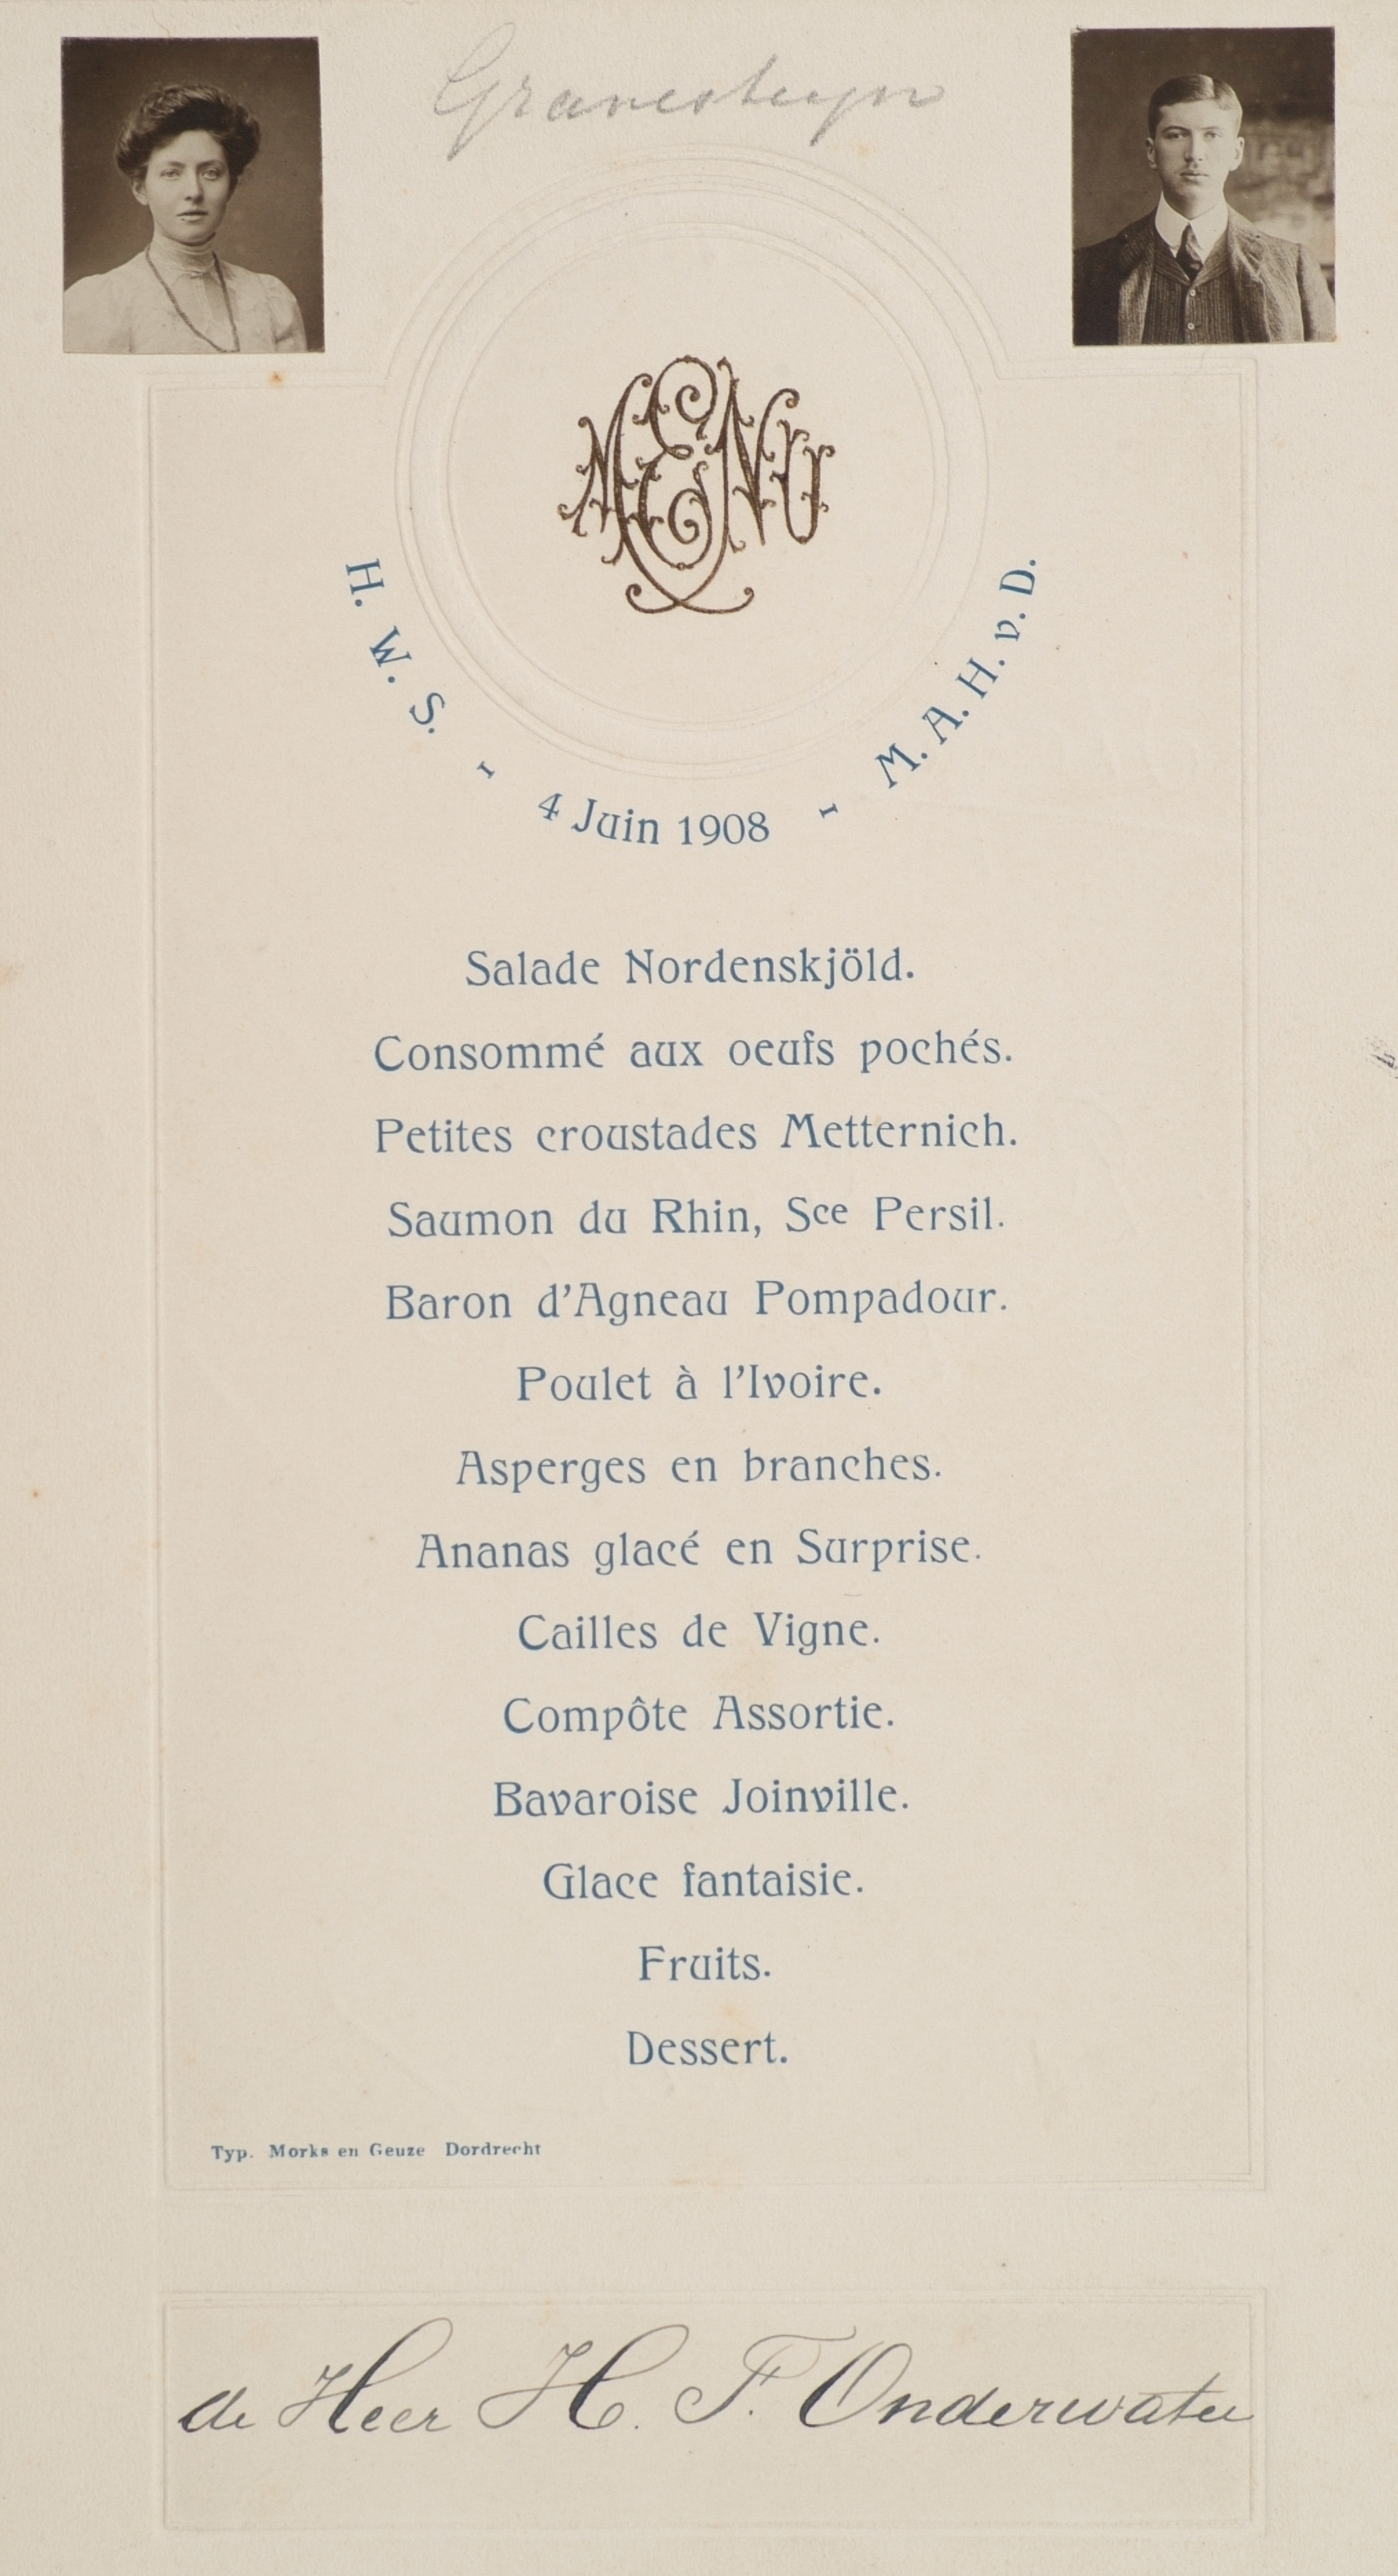 Gravesteyn
MENU
H. W. S. - 4 Juin 1908 - M. A. H. v. D.
Salade Nordenskjöld.
Consommé aux oeufs pochés.
Petites croustades Metternich.
Saumon du Rhin, Sce Persil.
Baron d'Agneau Pompadour.
Poulet à l'Ivoire.
Asperges en branches.
Ananas glacé en Surprise.
Cailles de Vigne.
Compôte Assortie.
Bavaroise Joinville.
Glace fantaisie.
Fruits.
Dessert.
Typ. Morks en Geuze Dordrecht
de Heer H. F. Onderwater